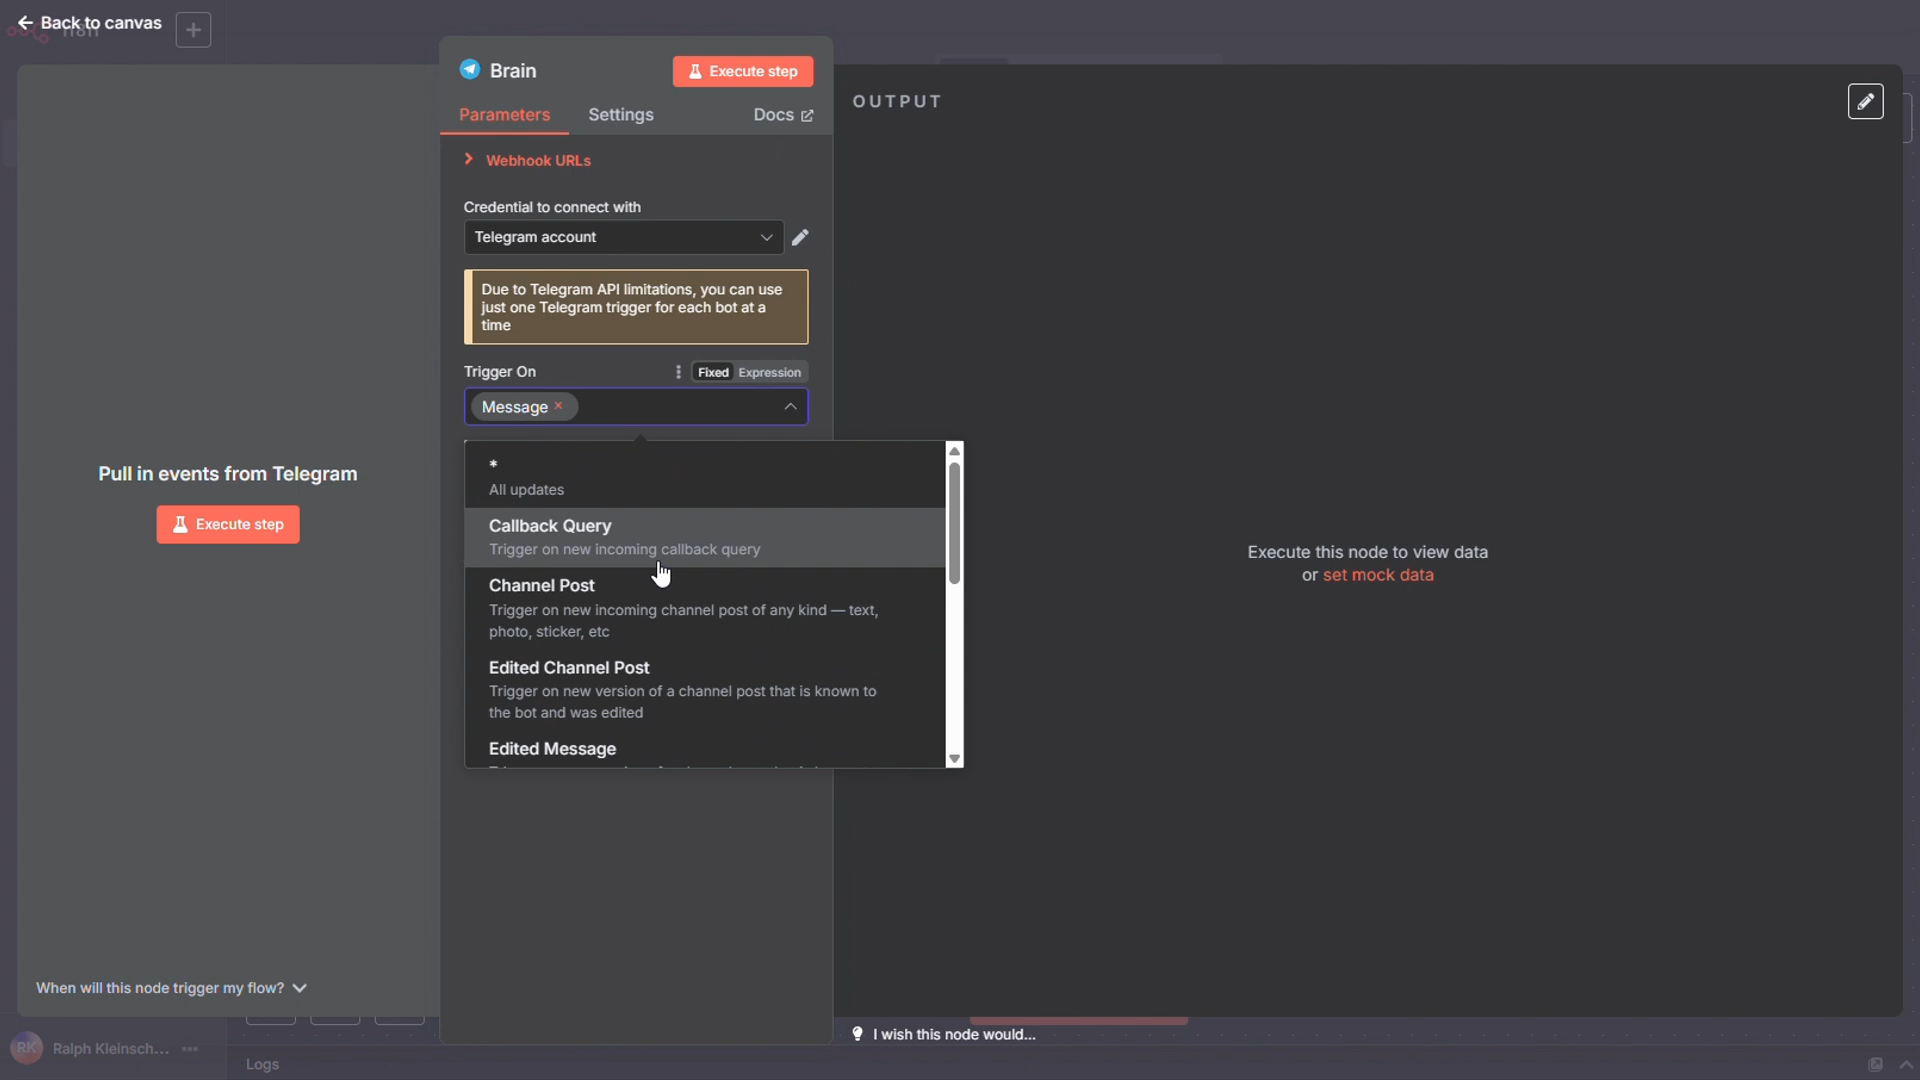 Back to canvas
n8n
Brain
Execute step
Parameters
Settings
Docs
OUTPUT
Webhook URLs
Credential to connect with
Telegram account
Due to Telegram API limitations, you can use
just one Telegram trigger for each bot at a
time
Trigger On
Fixed
Expression
Message
*
All updates
Callback Query
Trigger on new incoming callback query
Channel Post
Trigger on new incoming channel post of any kind — text,
photo, sticker, etc
Edited Channel Post
Trigger on new version of a channel post that is known to
the bot and was edited
Edited Message
Pull in events from Telegram
Execute step
Execute this node to view data
or set mock data
When will this node trigger my flow?
I wish this node would...
RK
Ralph Kleinsch...
Logs